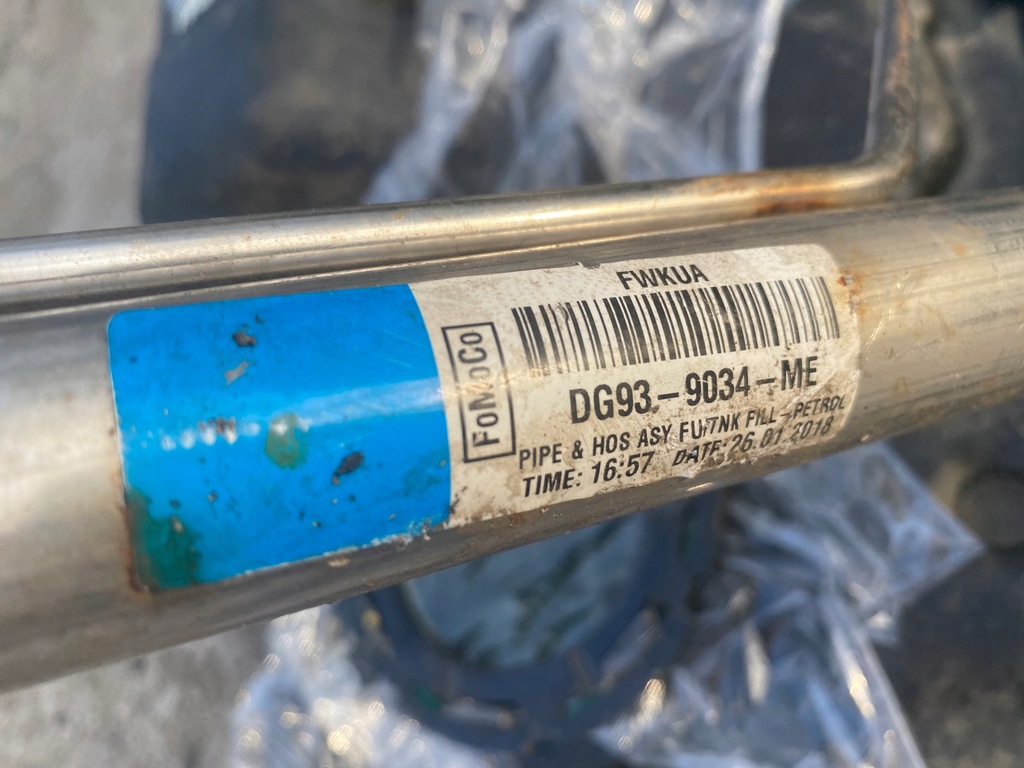 FWKUA
FoMoCo
DG93-9034-ME
PIPE & HOS ASY FU/TNK FILL-PETROL
TIME: 16:57 DATE:26.01.2018